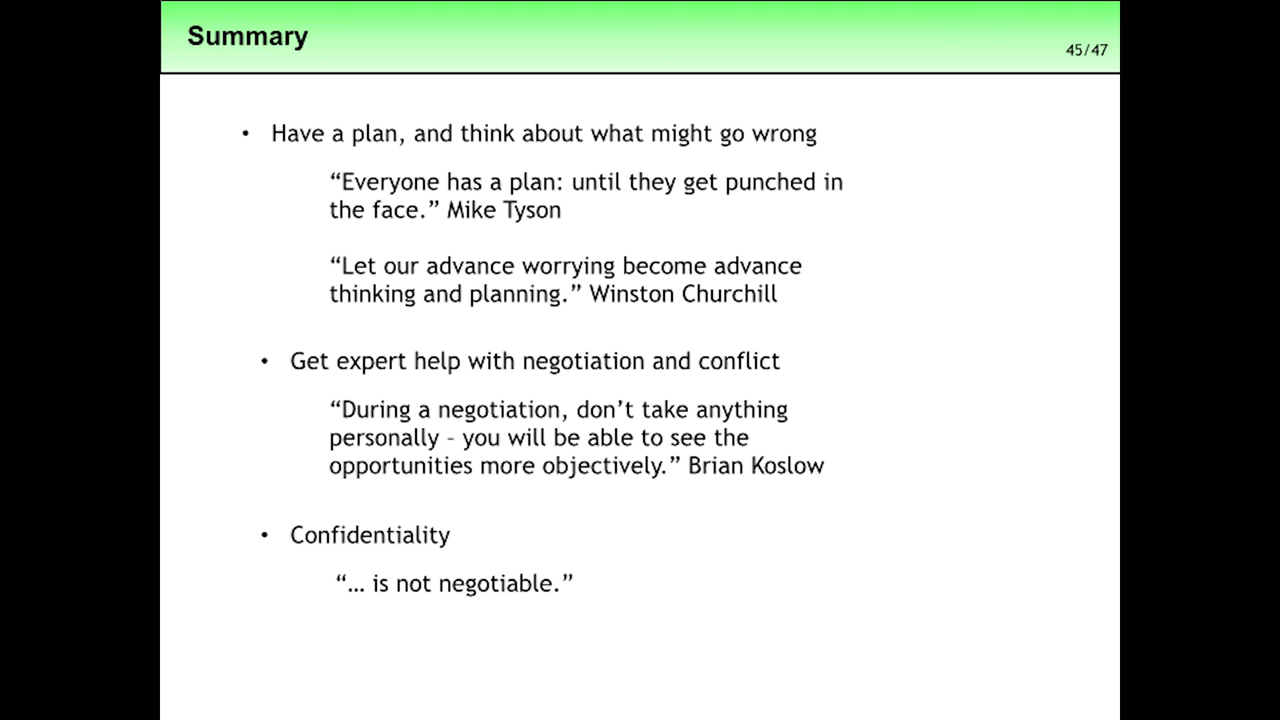 Summary
45/47
• Have a plan, and think about what might go wrong
“Everyone has a plan: until they get punched in
the face.” Mike Tyson
“Let our advance worrying become advance
thinking and planning.” Winston Churchill
• Get expert help with negotiation and conflict
“During a negotiation, don’t take anything
personally – you will be able to see the
opportunities more objectively.” Brian Koslow
• Confidentiality
“… is not negotiable.”